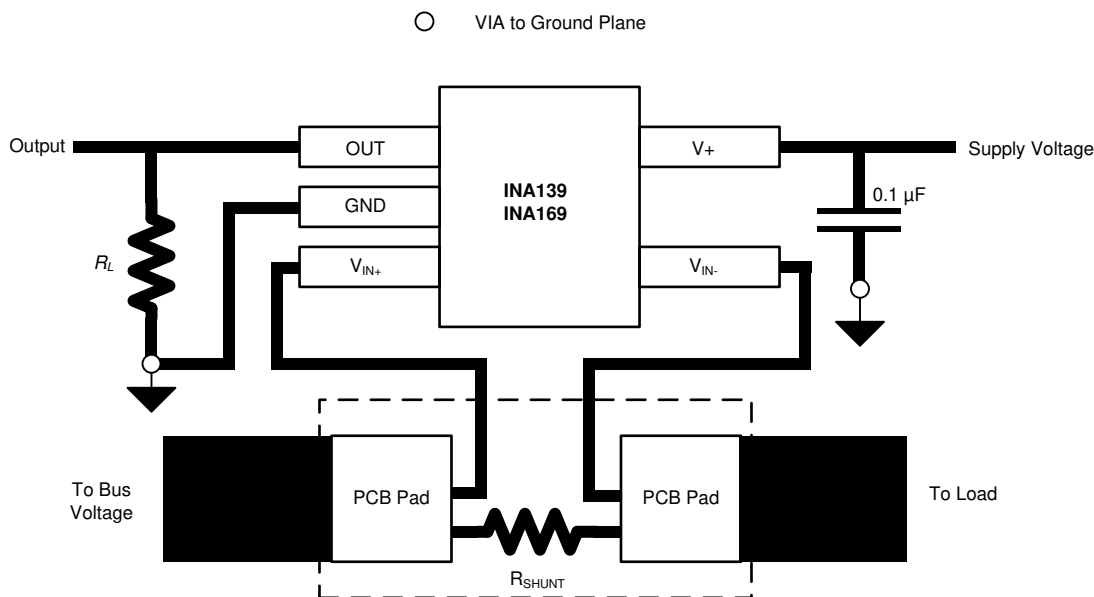 VIA to Ground Plane
Output
OUT
V+
Supply Voltage
INA139
INA169
0.1 µF
GND
R_L
V_IN+
V_IN-
To Bus
Voltage
PCB Pad
PCB Pad
To Load
R_SHUNT